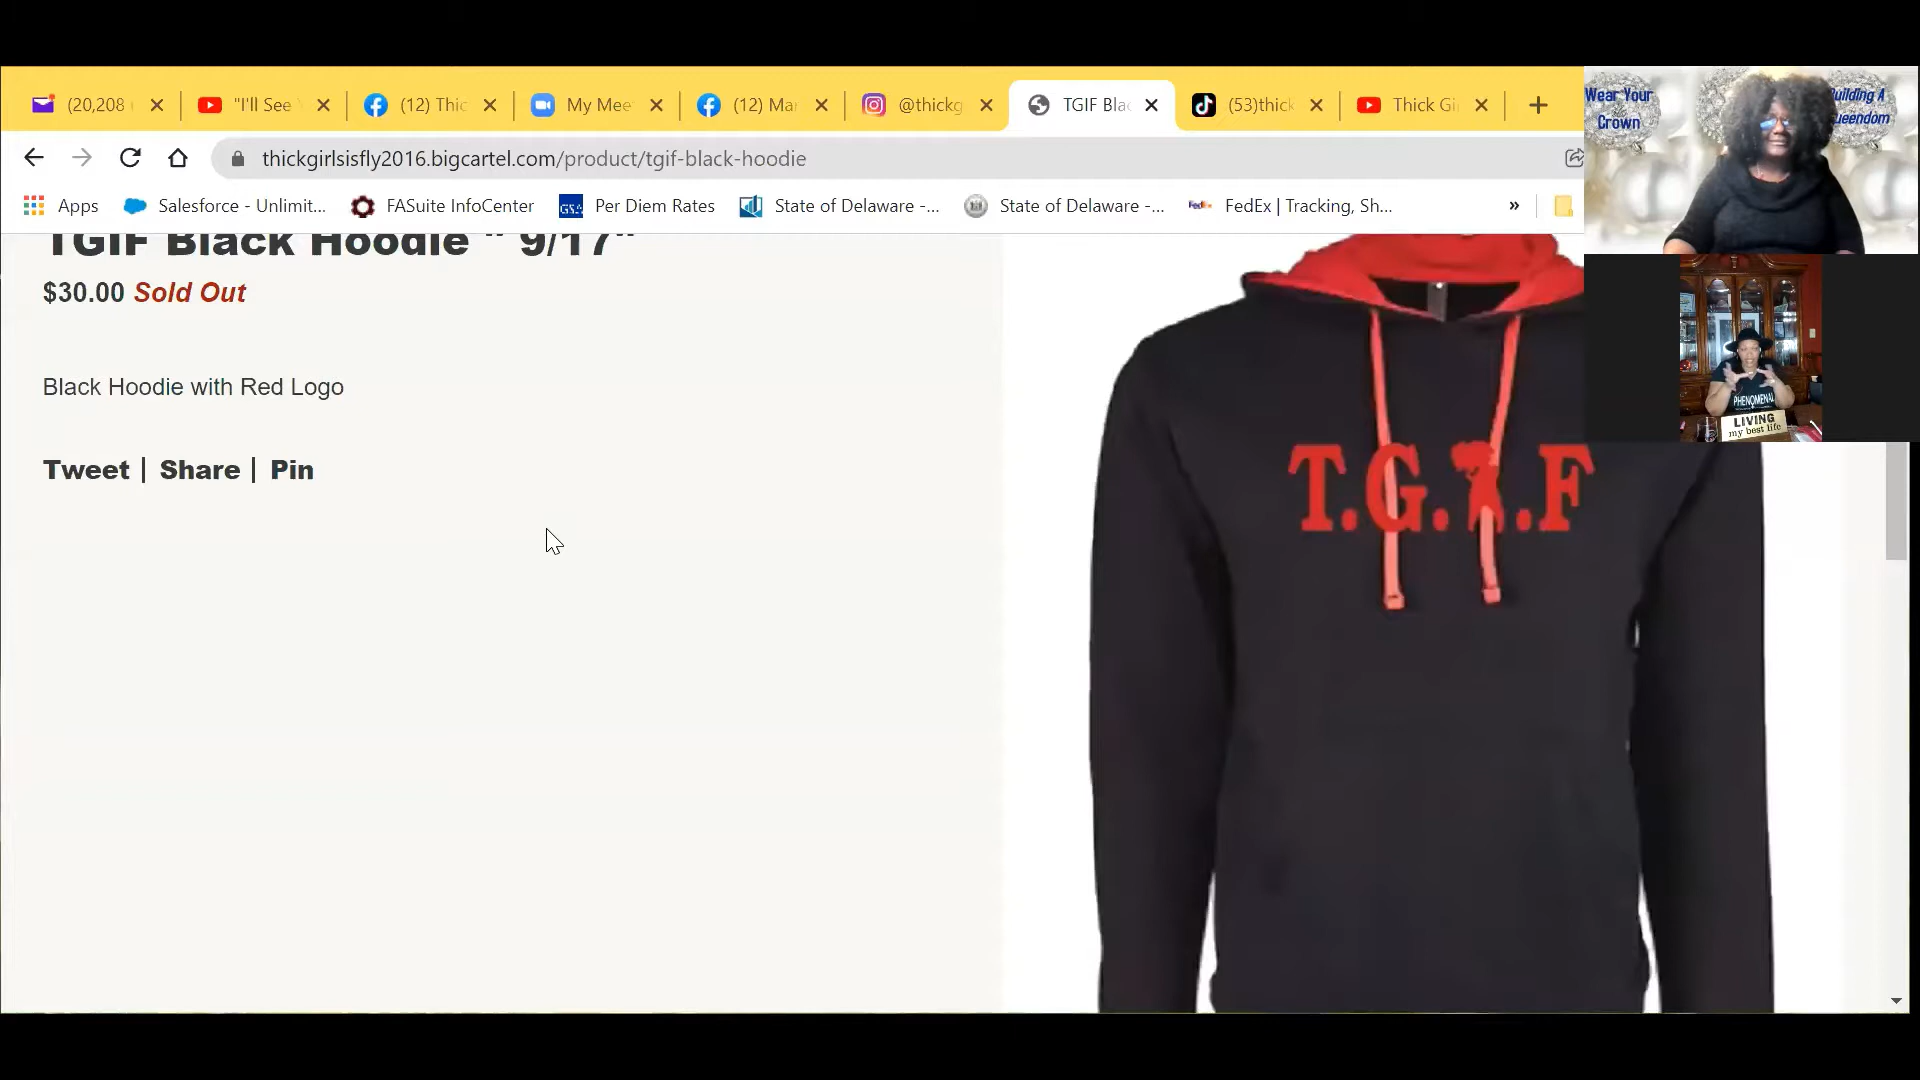 (20,208
"I'll See
(12) Thic
My Mee
(12) Mar
@thickg
TGIF Bla
(53)thick
Thick Gi
thickgirlsisfly2016.bigcartel.com/product/tgif-black-hoodie
Apps
Salesforce - Unlimit...
FASuite InfoCenter
GSA
Per Diem Rates
State of Delaware -...
State of Delaware -...
FedEx
FedEx | Tracking, Sh...
»
Wear Your
Crown
Building A
Queendom
TGIF Black Hoodie " 9/17"
$30.00 Sold Out
Black Hoodie with Red Logo
Tweet | Share | Pin
T.G.I.F
PHENOMENAL
LIVING
my best life